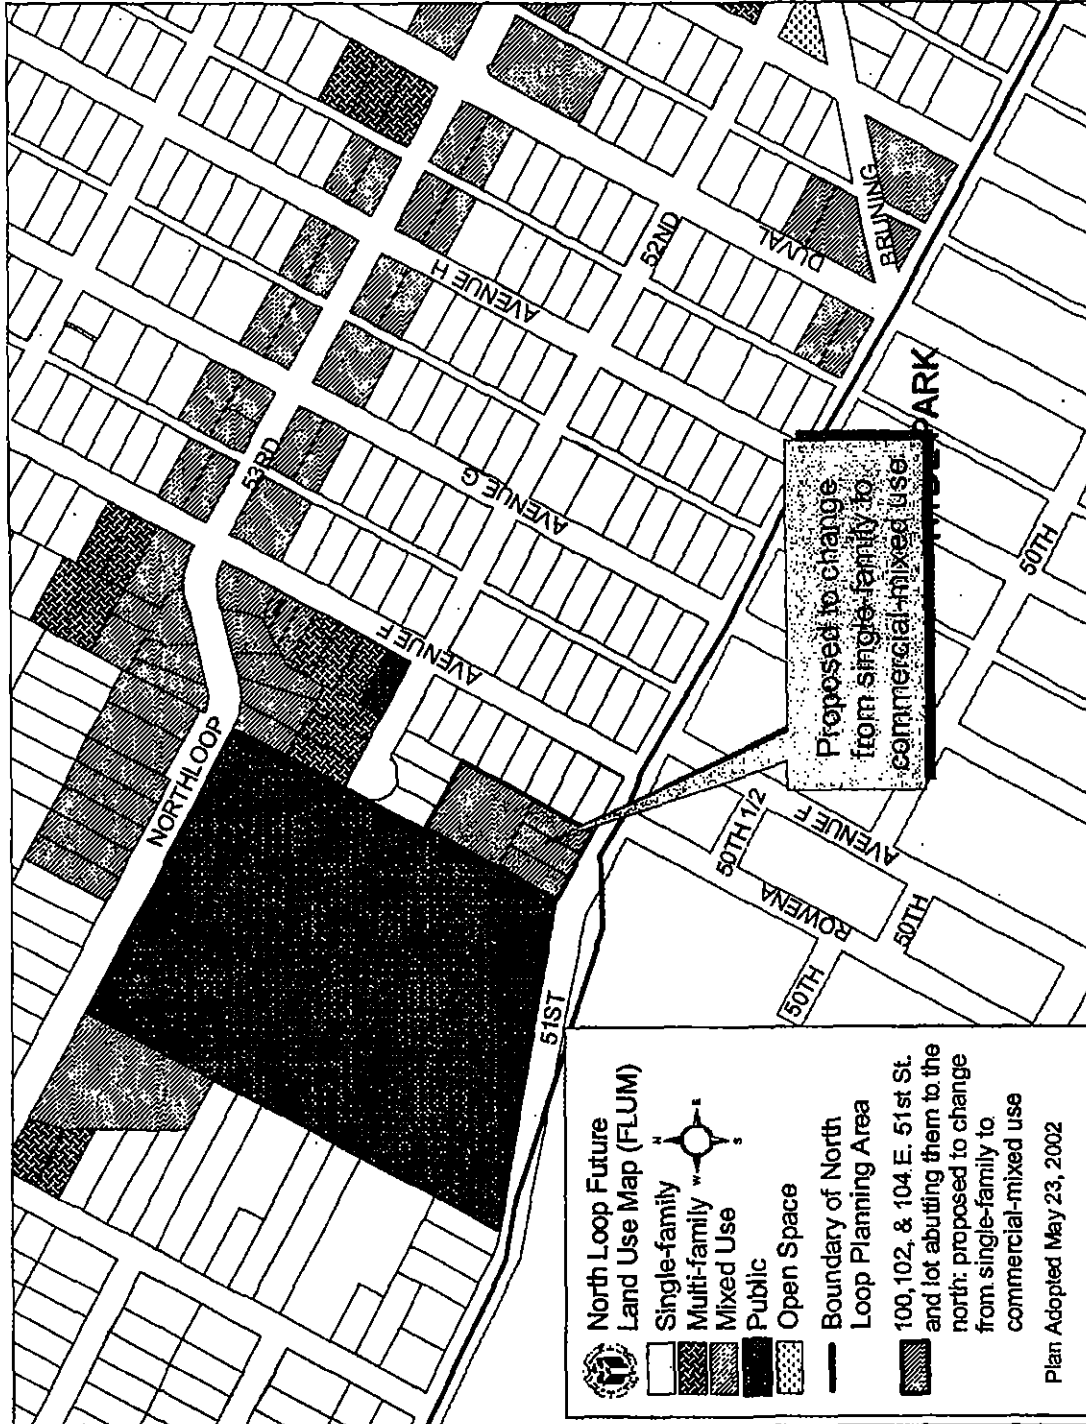 North Loop Future
Land Use Map (FLUM)
Single-family
Multi-family
Mixed Use
Public
Open Space
N
W
E
S
Boundary of North
Loop Planning Area
100, 102, & 104 E. 51st St.
and lot abutting them to the
north: proposed to change
from single-family to
commercial-mixed use
Plan Adopted May 23, 2002
NORTHLOOP
53RD
AVENUE F
AVENUE G
AVENUE H
52ND
DUVAL
BRUNING
51ST
PARK
Proposed to change
from single-family to
commercial-mixed use
50TH 1/2
AVENUE F
ROWENA
50TH
50TH
50TH